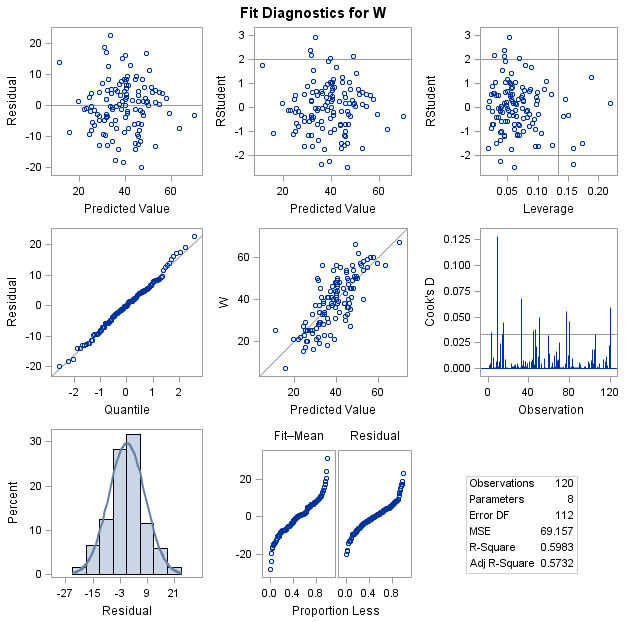 Fit Diagnostics for W
Residual
20
10
0
-10
-20
20
40
60
Predicted Value
RStudent
3
2
1
0
-1
-2
20
40
60
Predicted Value
RStudent
3
2
1
0
-1
-2
0.05
0.10
0.15
0.20
Leverage
Residual
20
10
0
-10
-20
-2
-1
0
1
2
Quantile
W
60
40
20
20
40
60
Predicted Value
Cook's D
0.125
0.100
0.075
0.050
0.025
0.000
0
40
80
120
Observation
Percent
30
20
10
0
-27
-15
-3
9
21
Residual
Fit–Mean
Residual
20
0
-20
0.0
0.4
0.8
0.0
0.4
0.8
Proportion Less
Observations 120
Parameters 8
Error DF 112
MSE 69.157
R-Square 0.5983
Adj R-Square 0.5732